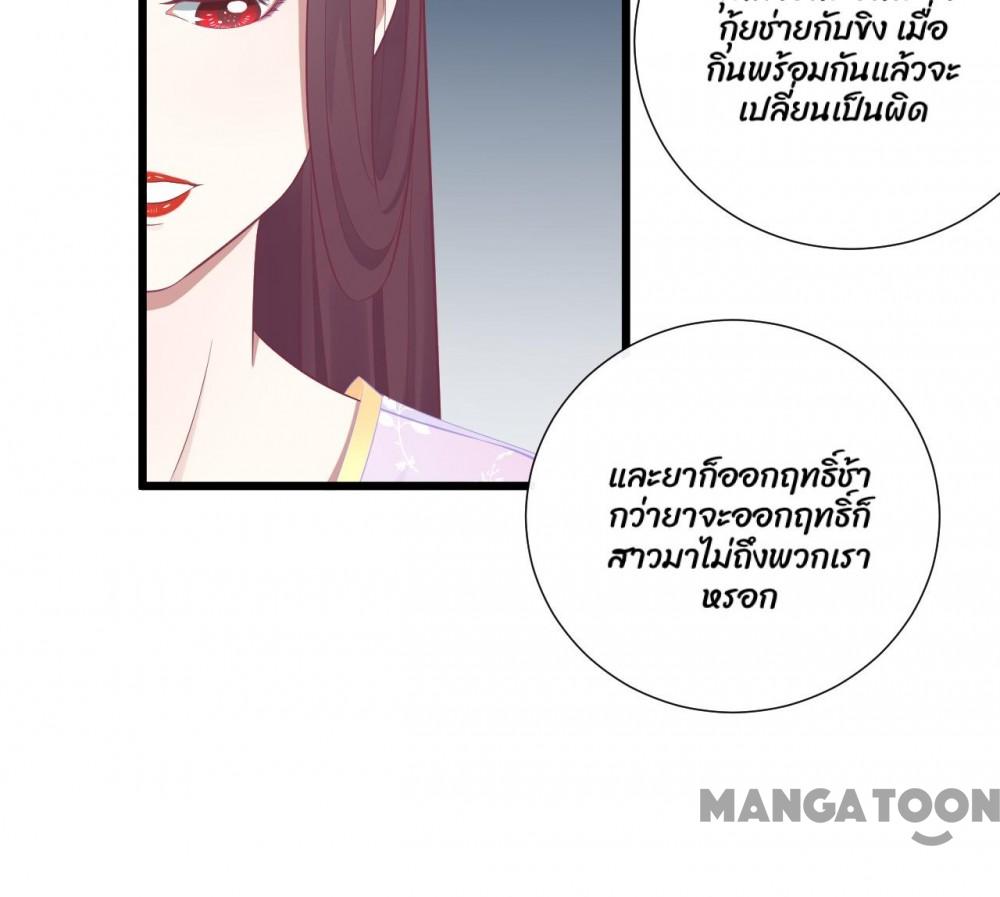 กุ้ยช่ายกับขิง เมื่อ
กินพร้อมกันแล้วจะ
เปลี่ยนเป็นผิด
และยาก็ออกฤทธิ์ช้า
กว่ายาจะออกฤทธิ์ก็
สาวมาไม่ถึงพวกเรา
หรอก
MANGATOON